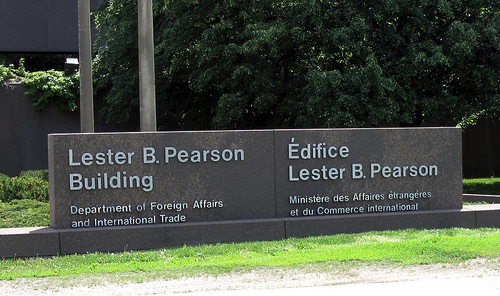 Lester B. Pearson
Building
Department of Foreign Affairs
and International Trade
Édifice
Lester B. Pearson
Ministère des Affaires étrangères
et du Commerce international